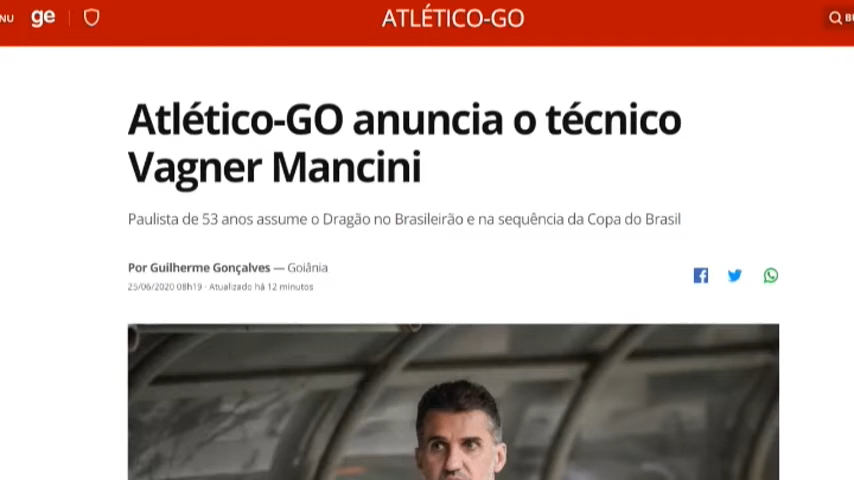 NU
ge
ATLÉTICO-GO
Atlético-GO anuncia o técnico
Vagner Mancini
Paulista de 53 anos assume o Dragão no Brasileirão e na sequência da Copa do Brasil
Por Guilherme Gonçalves — Goiânia
25/06/2020 08h19 · Atualizado há 12 minutos